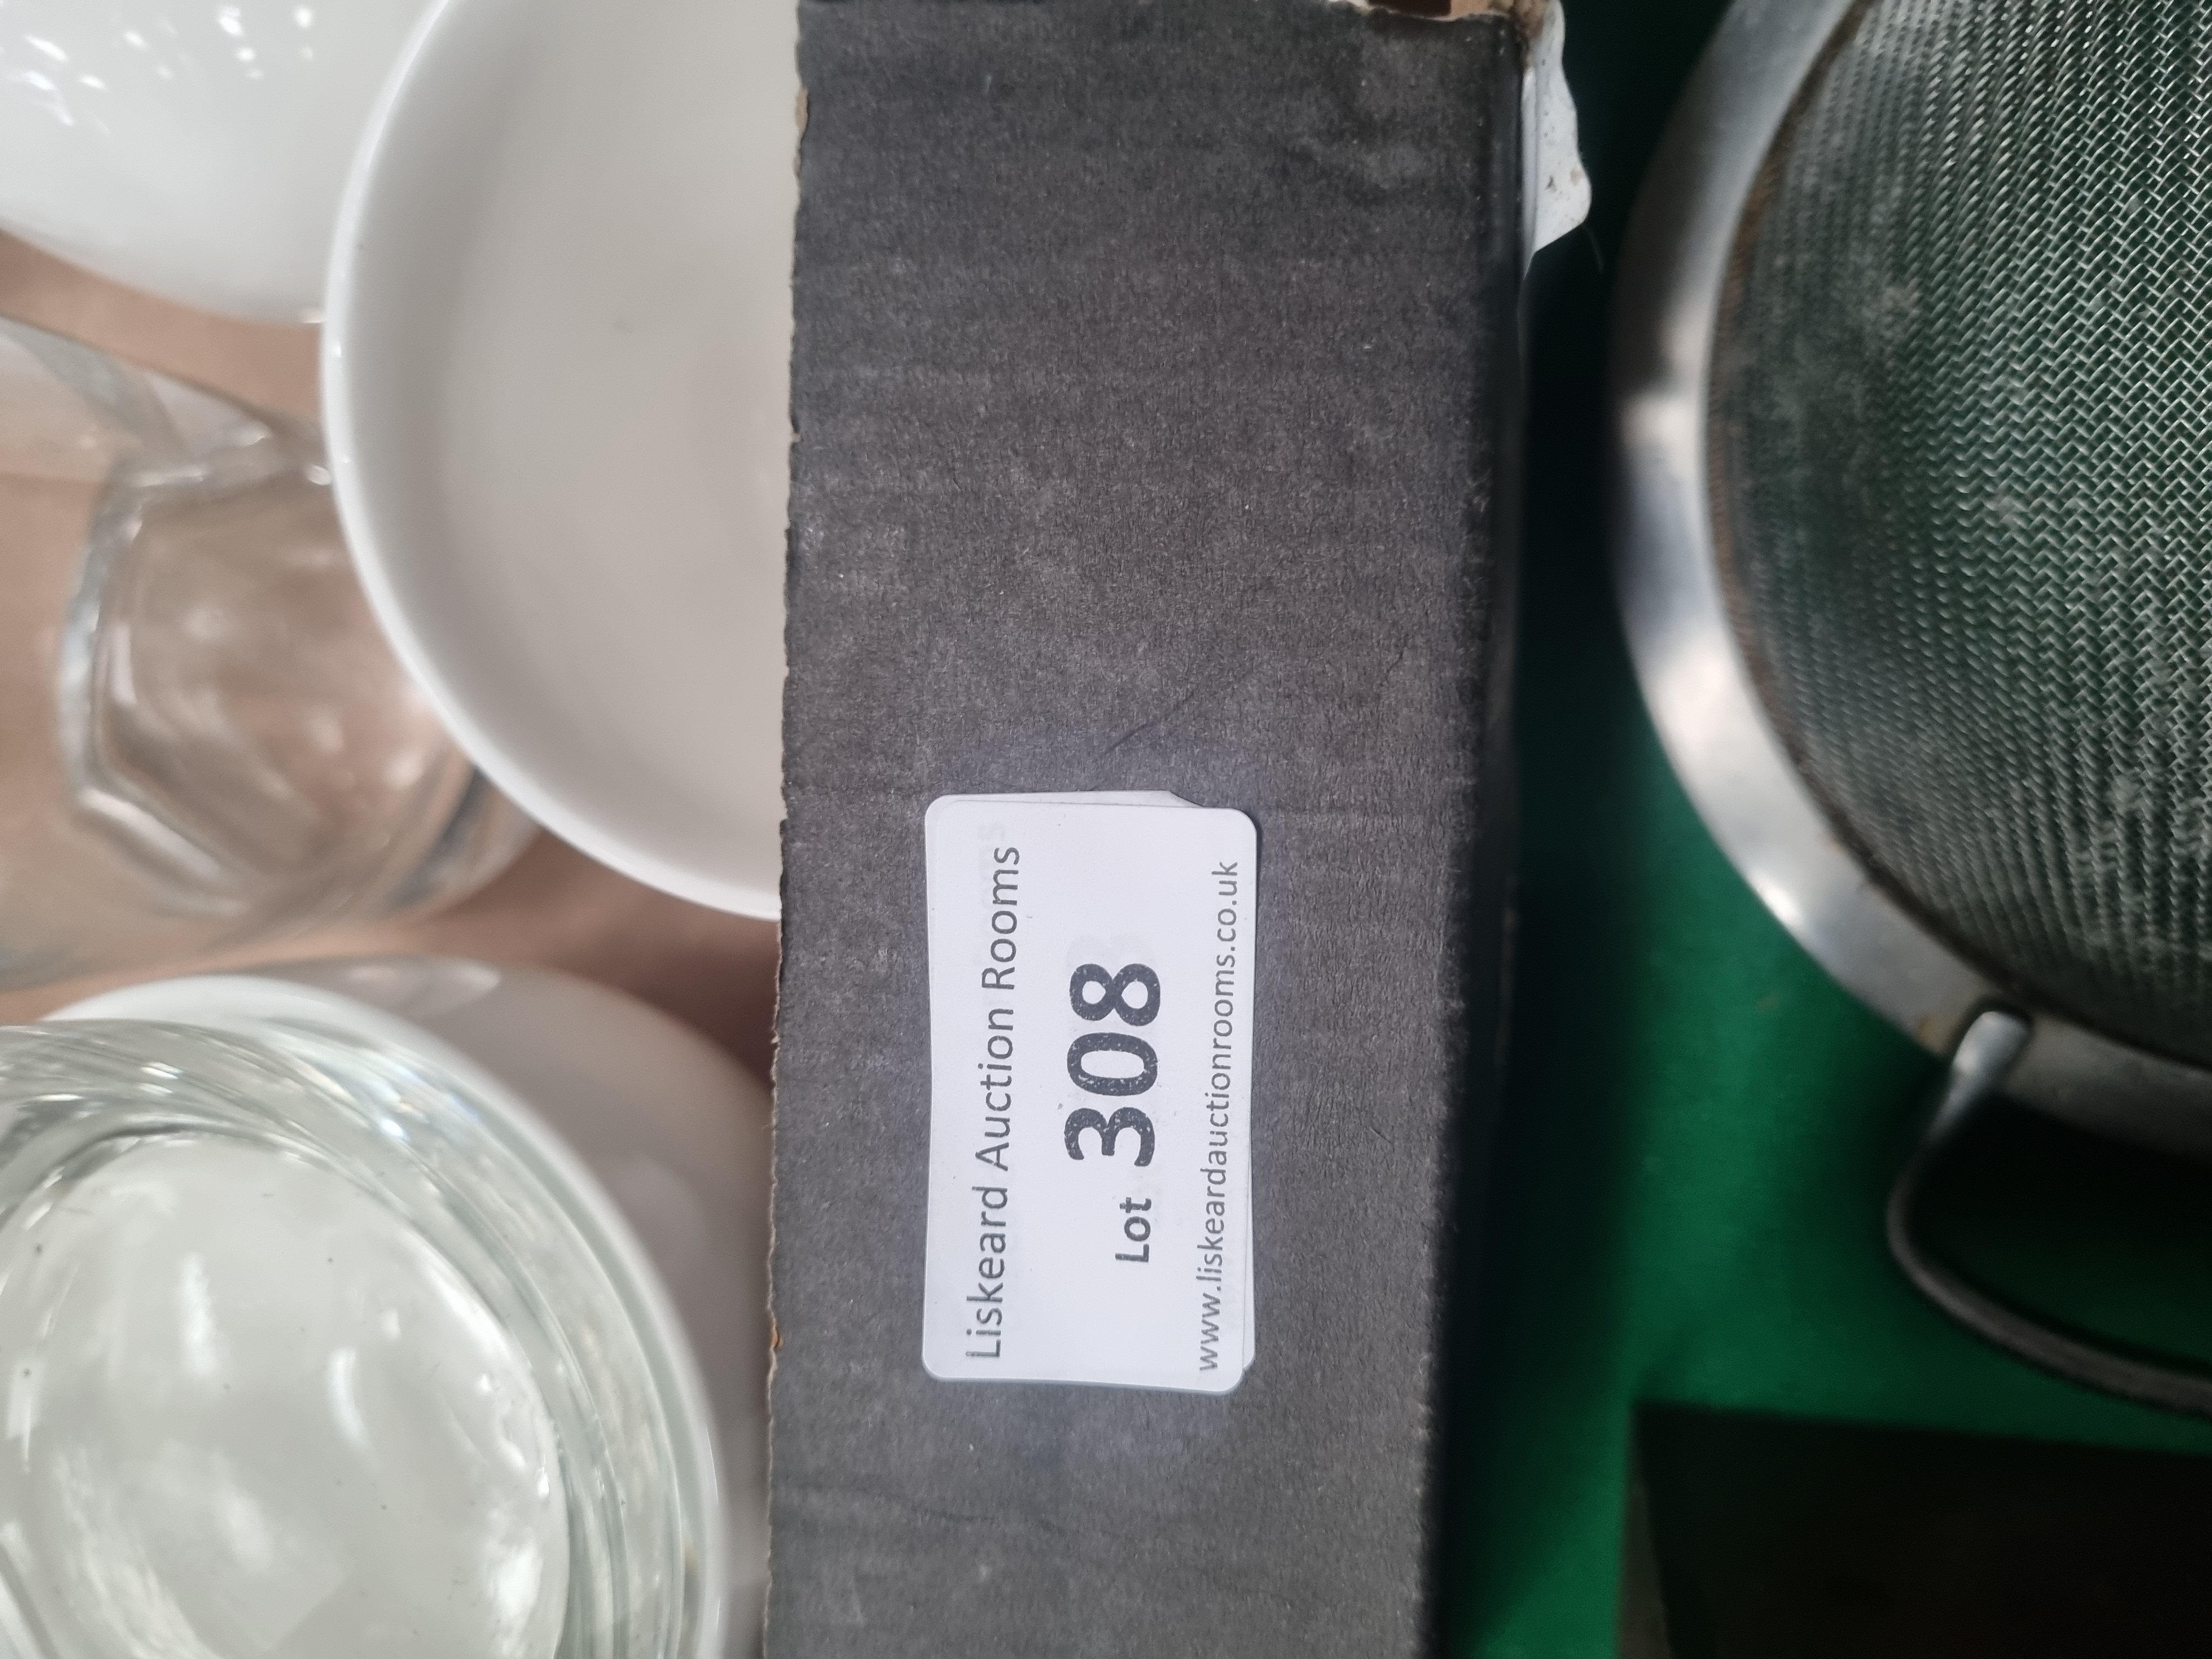 Liskeard Auction Rooms
Lot 308
www.liskeardauctionrooms.co.uk